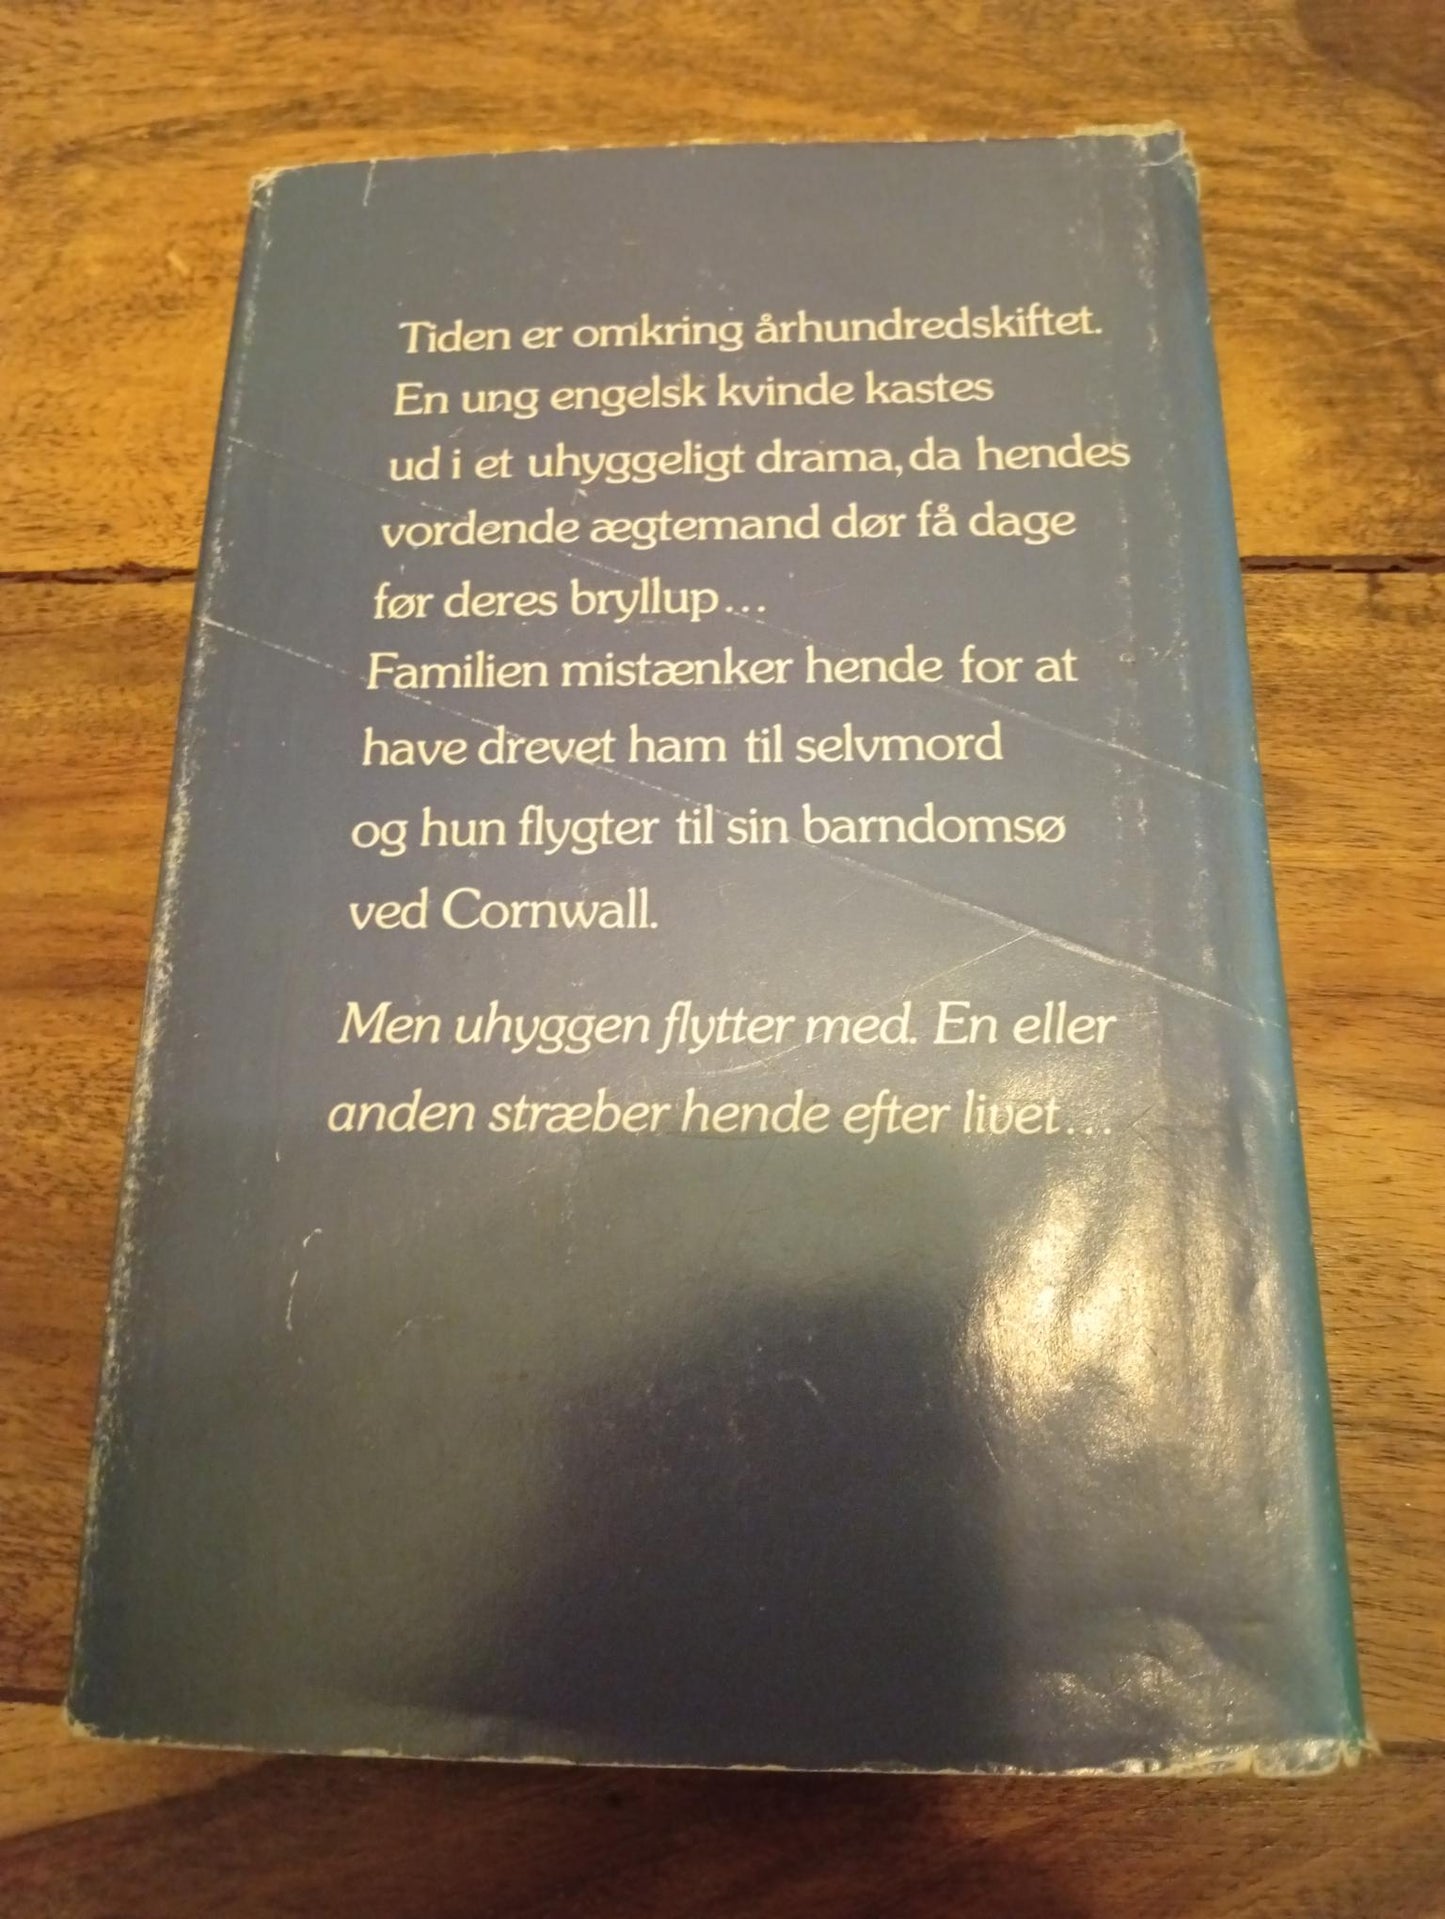 Tiden er omkring århundredskiftet.
En ung engelsk kvinde kastes
ud i et uhyggeligt drama, da hendes
vordende ægtemand dør få dage
før deres bryllup...
Familien mistænker hende for at
have drevet ham til selvmord
og hun flygter til sin barndomsø
ved Cornwall.
Men uhyggen flytter med. En eller
anden stræber hende efter livet...